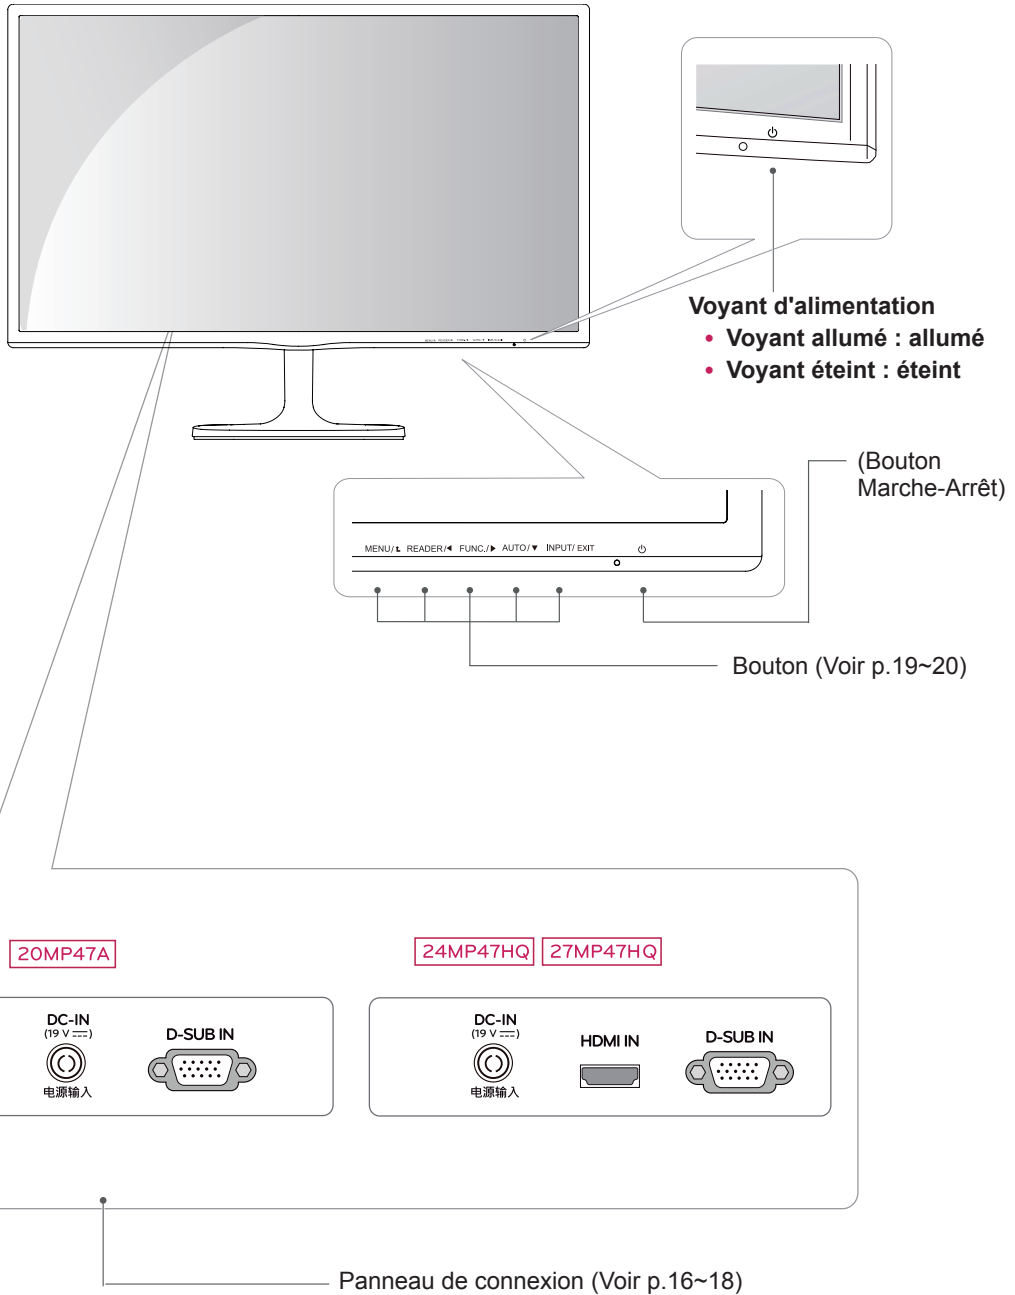 Voyant d'alimentation
• Voyant allumé : allumé
• Voyant éteint : éteint
(Bouton
Marche-Arrêt)
MENU/ READER/◄ FUNC./► AUTO/▼ INPUT/ EXIT
Bouton (Voir p.19~20)
20MP47A
24MP47HQ 27MP47HQ
DC-IN
(19 V ⎓)
D-SUB IN
电源输入
DC-IN
(19 V ⎓)
HDMI IN
D-SUB IN
电源输入
Panneau de connexion (Voir p.16~18)